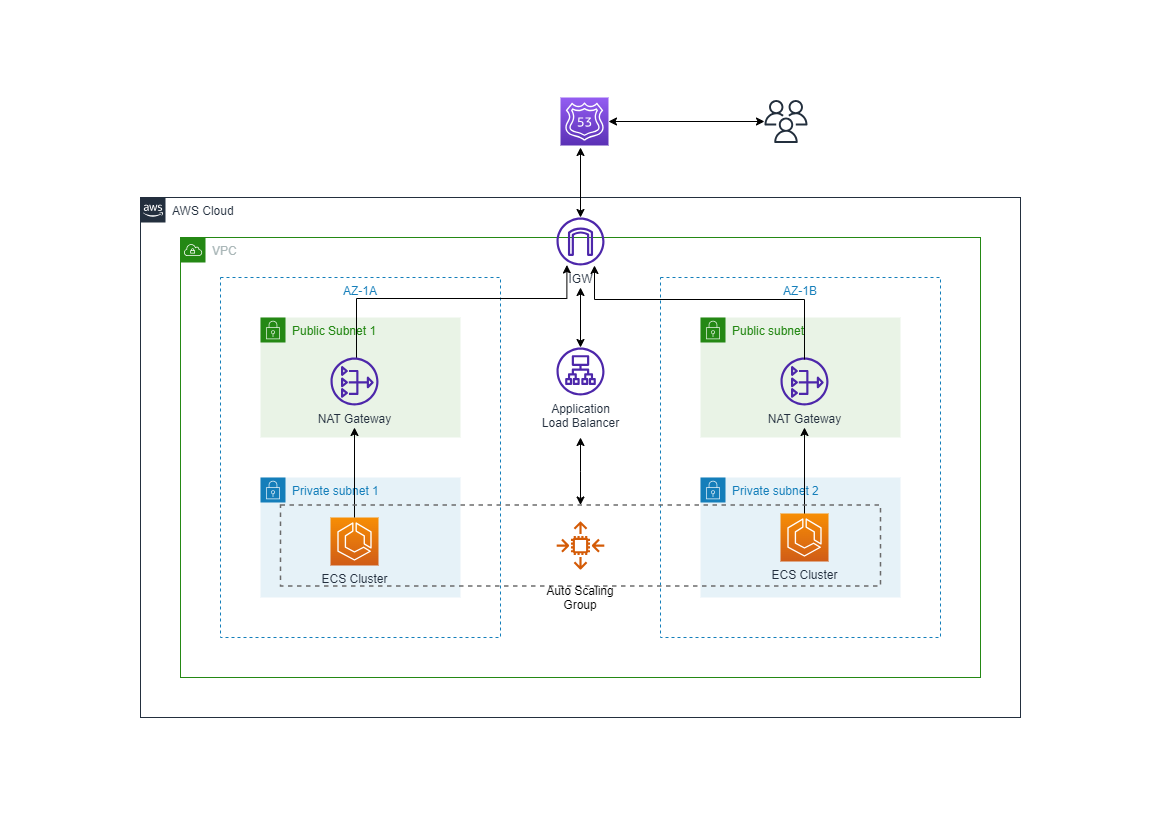 53
aws
AWS Cloud
VPC
IGW
AZ-1A
AZ-1B
Public Subnet 1
Public subnet
NAT Gateway
Application
Load Balancer
NAT Gateway
Private subnet 1
Private subnet 2
ECS Cluster
ECS Cluster
Auto Scaling
Group